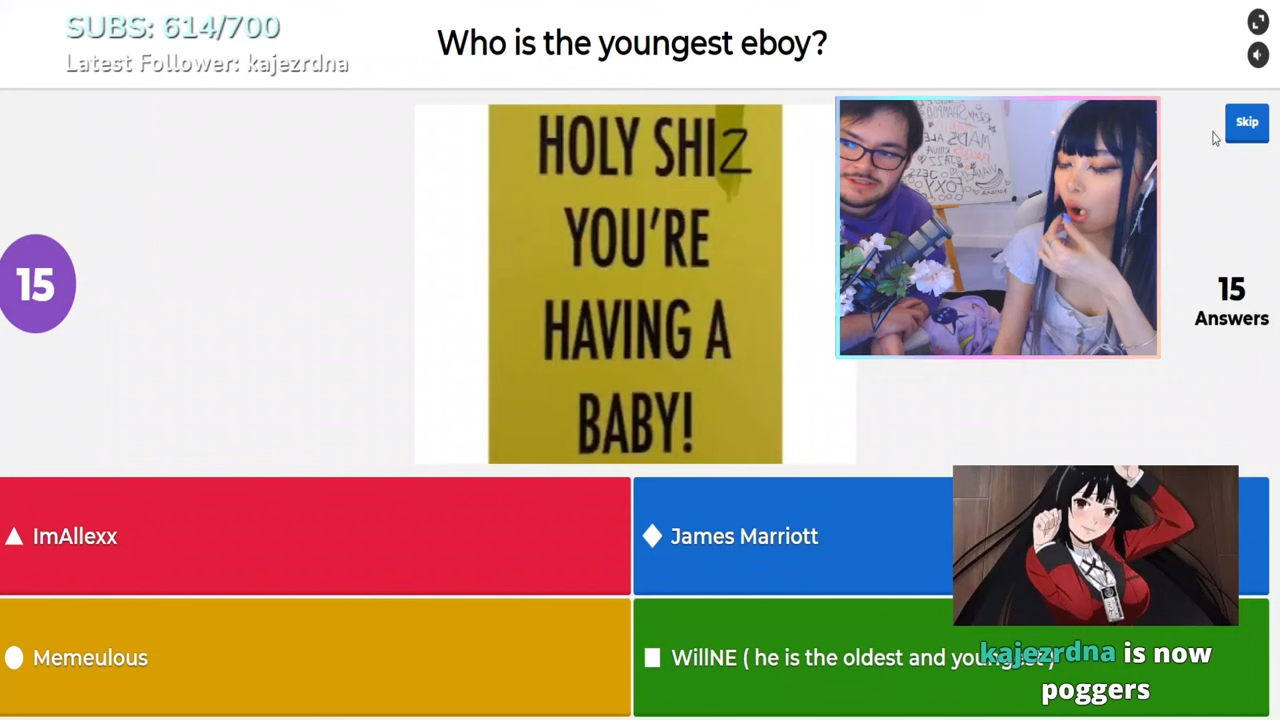 SUBS: 614/700
Latest Follower: kajezrdna
Who is the youngest eboy?
Skip
HOLY SHIZ
YOU'RE
HAVING A
BABY!
15
15
Answers
ImAllexx
James Marriott
Memeulous
WillNE ( he is the oldest and youngest )
kajezrdna is now
poggers